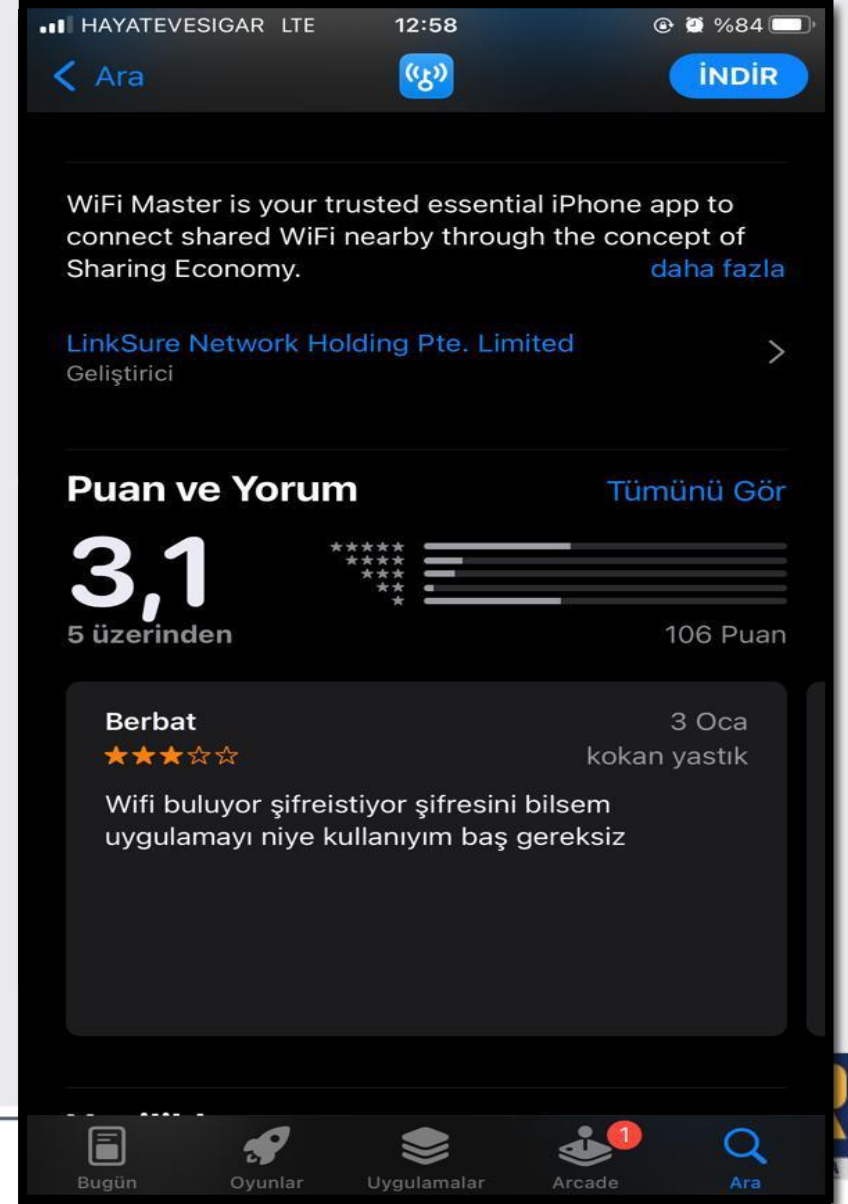 HAYATEVESIGAR LTE 12:58 %84
Ara İNDİR
WiFi Master is your trusted essential iPhone app to
connect shared WiFi nearby through the concept of
Sharing Economy. daha fazla
LinkSure Network Holding Pte. Limited
Geliştirici
Puan ve Yorum Tümünü Gör
3,1
5 üzerinden 106 Puan
Berbat 3 Oca
kokan yastık
Wifi buluyor şifreistiyor şifresini bilsem
uygulamayı niye kullanıyım baş gereksiz
1
Bugün Oyunlar Uygulamalar Arcade Ara